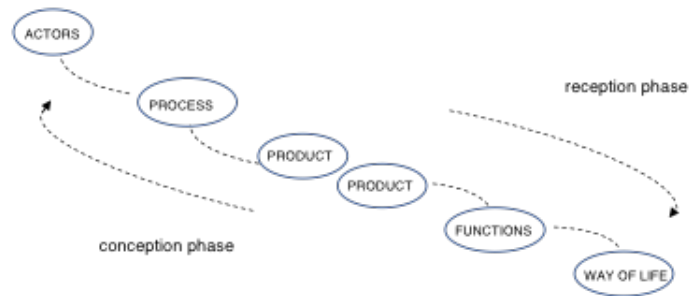 ACTORS
PROCESS
reception phase
PRODUCT
PRODUCT
FUNCTIONS
conception phase
WAY OF LIFE